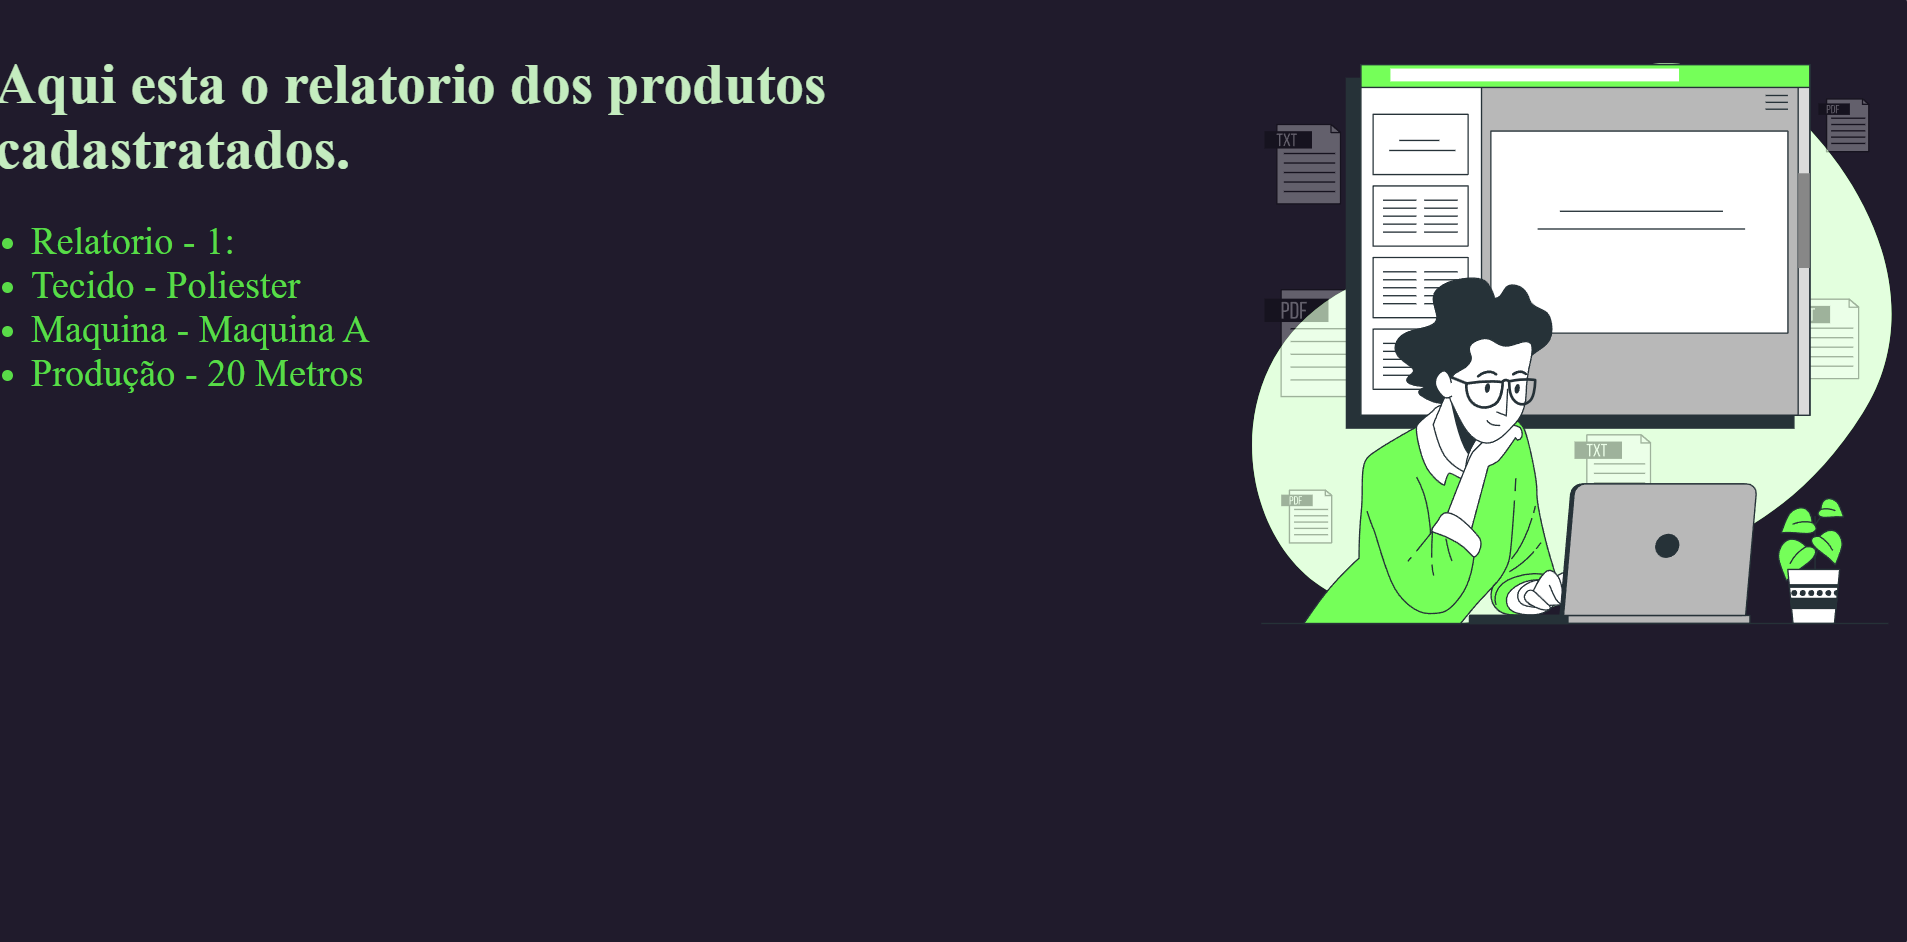 Aqui esta o relatorio dos produtos
cadastratados.
Relatorio - 1:
Tecido - Poliester
Maquina - Maquina A
Produção - 20 Metros
TXT
PDF
PDF
TXT
PDF